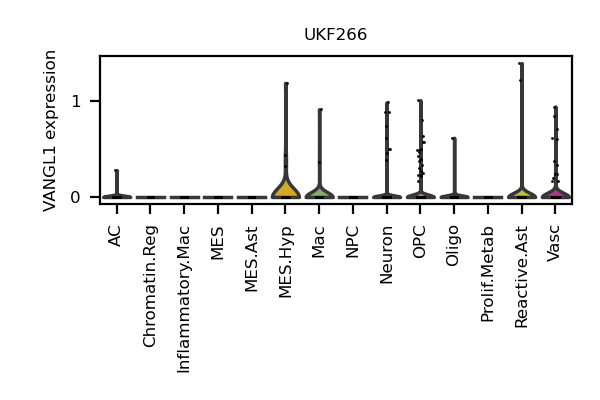 UKF266
VANGL1 expression
1
0
AC
Chromatin.Reg
Inflammatory.Mac
MES
MES.Ast
MES.Hyp
Mac
NPC
Neuron
OPC
Oligo
Prolif.Metab
Reactive.Ast
Vasc